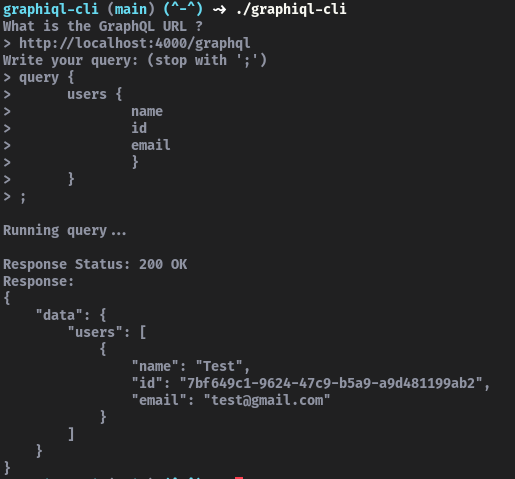 graphiql-cli (main) (^-^) ⇝ ./graphiql-cli
What is the GraphQL URL ?
> http://localhost:4000/graphql
Write your query: (stop with ';')
> query {
>       users {
>               name
>               id
>               email
>               }
>       }
> ;
Running query...
Response Status: 200 OK
Response:
{
    "data": {
        "users": [
            {
                "name": "Test",
                "id": "7bf649c1-9624-47c9-b5a9-a9d481199ab2",
                "email": "test@gmail.com"
            }
        ]
    }
}